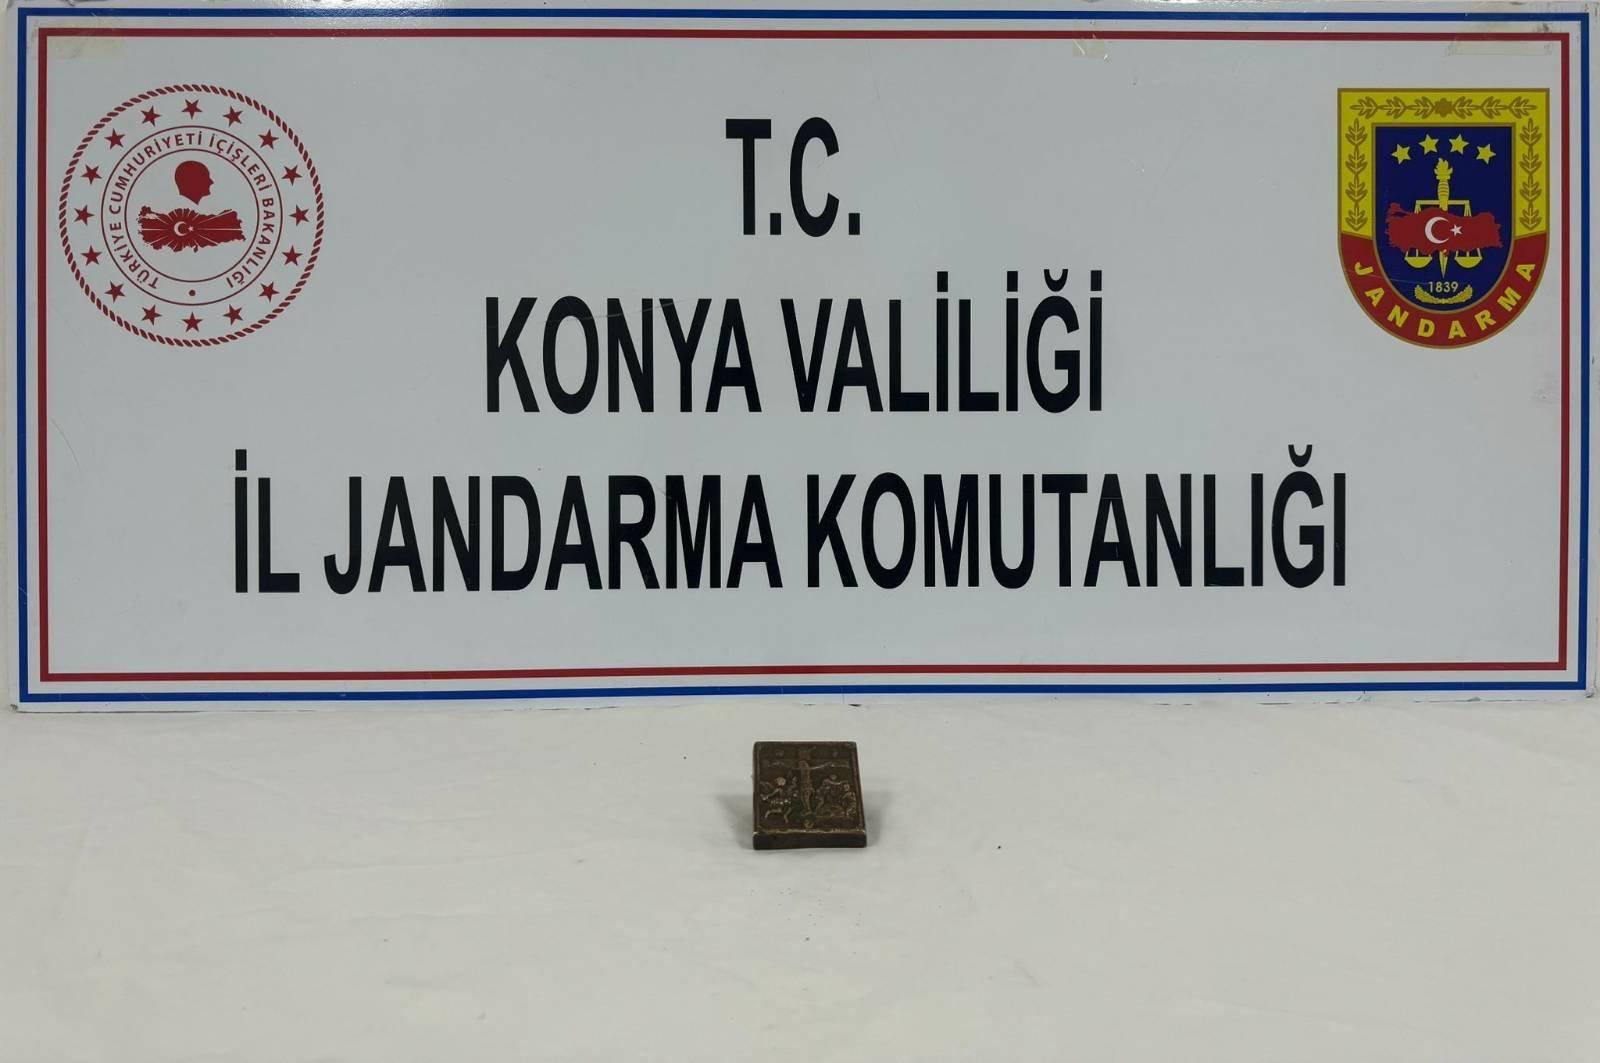 T.C.
KONYA VALİLİĞİ
İL JANDARMA KOMUTANLIĞI
TÜRKİYE CUMHURİYETİ İÇİŞLERİ BAKANLIĞI
1839
JANDARMA